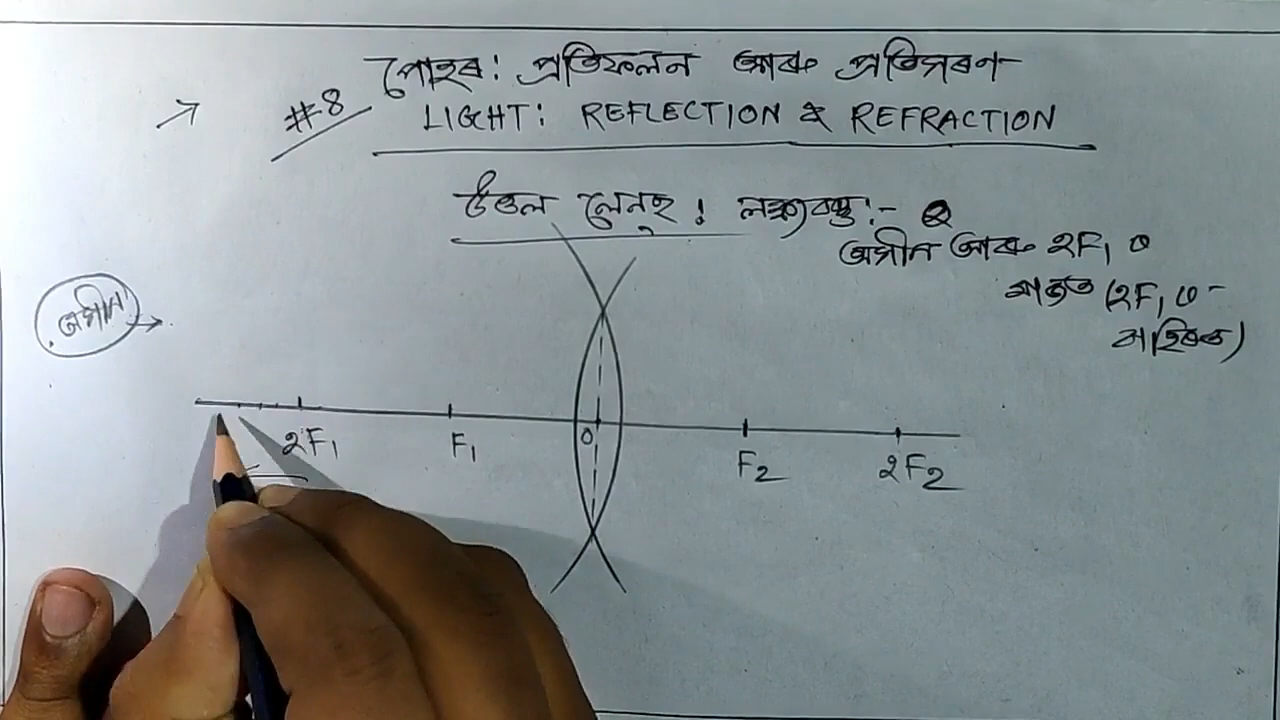 পোহৰ: প্ৰতিফলন আৰু প্ৰতিসৰণ
#8 LIGHT: REFLECTION & REFRACTION
উত্তল লেন্ছ: লক্ষ্যবস্তু:-
অসীম আৰু 2F₁ ৰ
মাজত (2F₁ ৰ
বাহিৰত)
অসীম
2F₁ F₁ O F₂ 2F₂